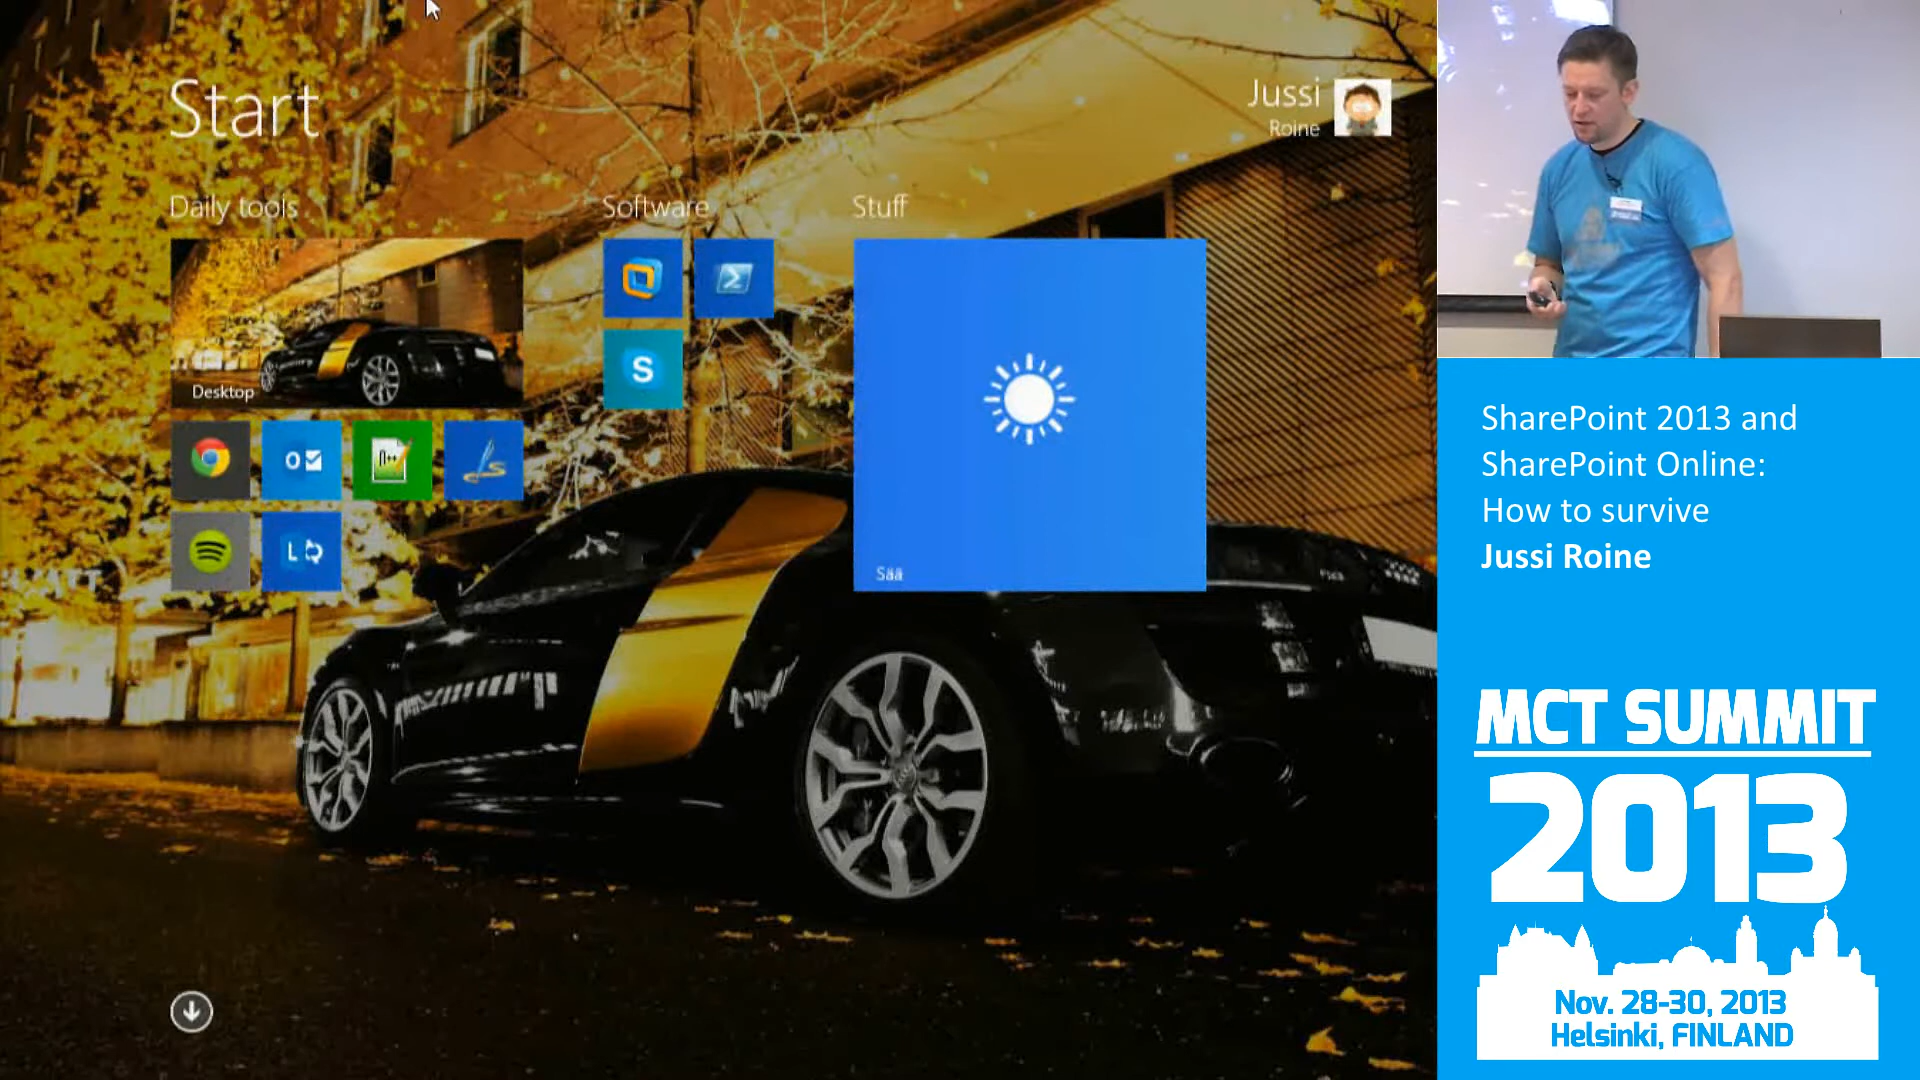 Start
Jussi
Roine
Daily tools
Software
Stuff
Desktop
Sää
SharePoint 2013 and
SharePoint Online:
How to survive
Jussi Roine
MCT SUMMIT
2013
Nov. 28-30, 2013
Helsinki, FINLAND